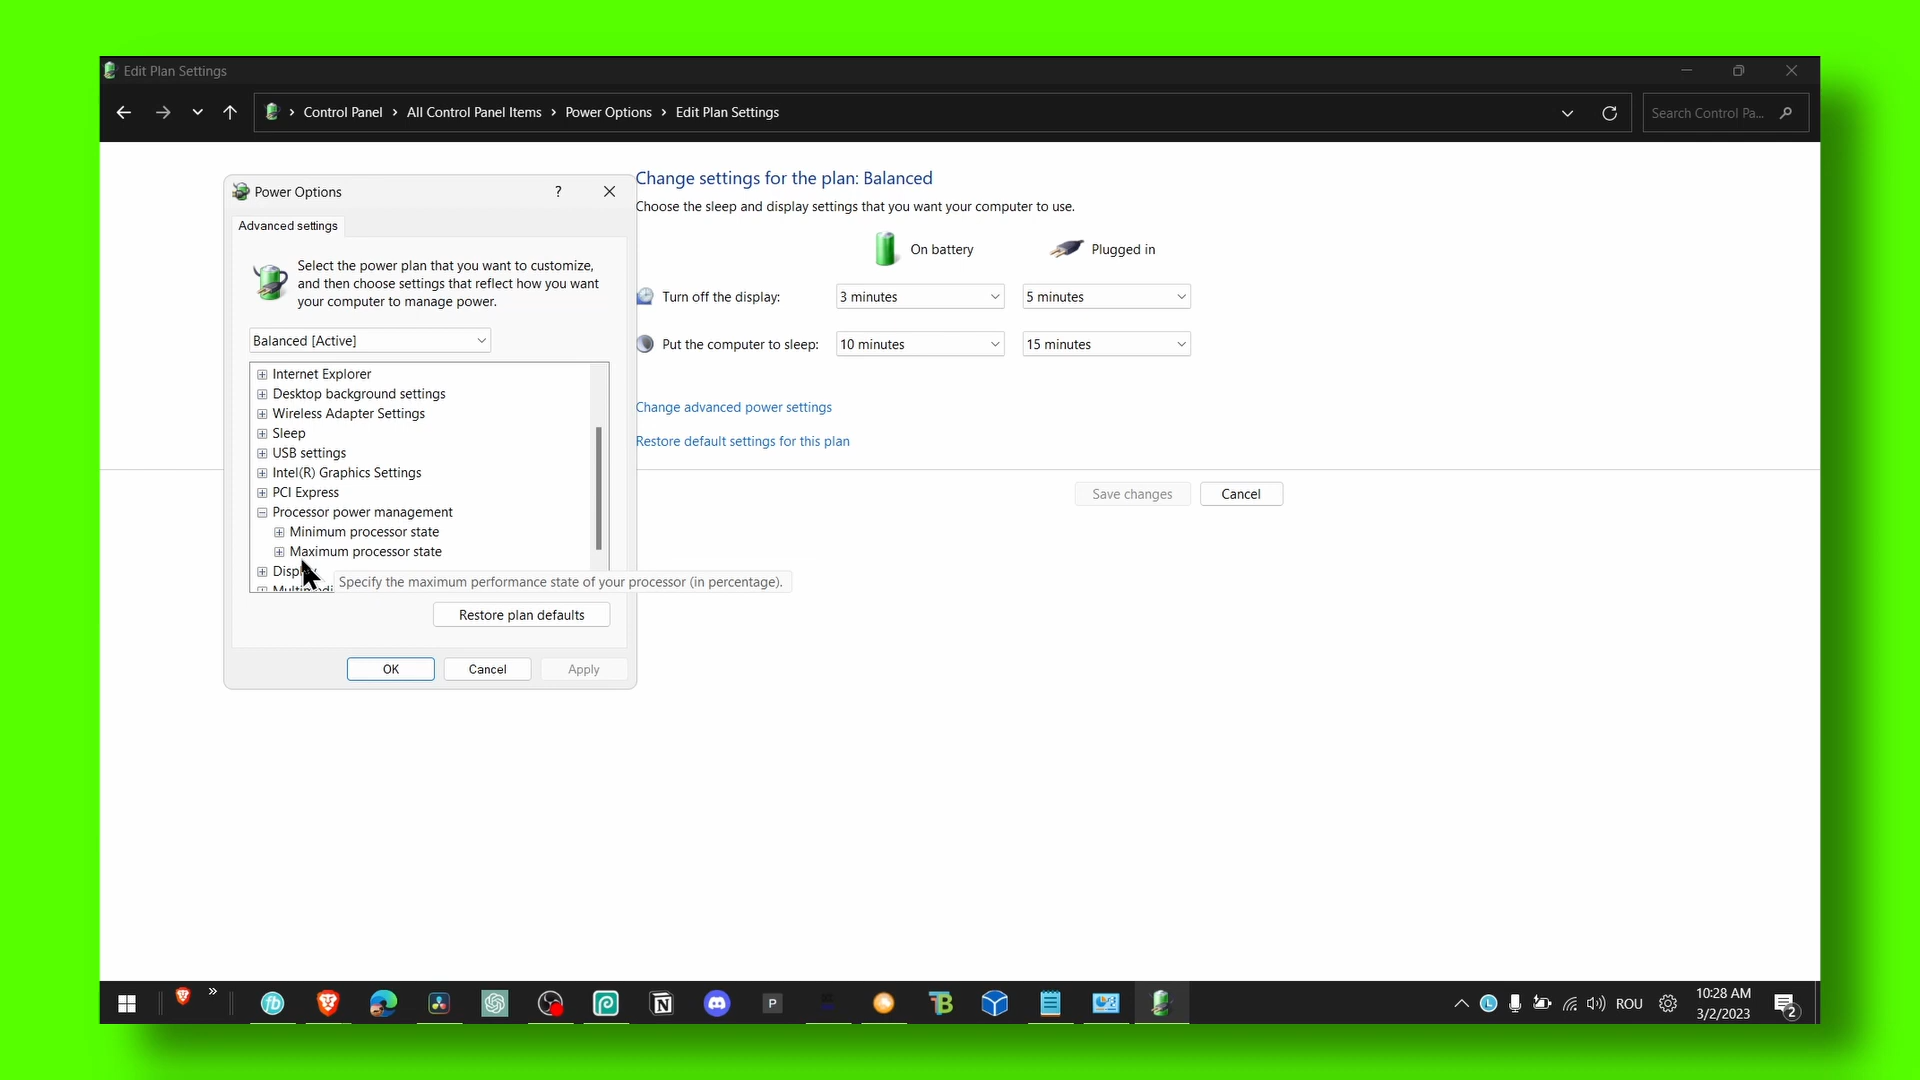 Edit Plan Settings
Control Panel
All Control Panel Items
Power Options
Edit Plan Settings
Search Control Pa...
Power Options
?
Advanced settings
Select the power plan that you want to customize,
and then choose settings that reflect how you want
your computer to manage power.
Balanced [Active]
Internet Explorer
Desktop background settings
Wireless Adapter Settings
Sleep
USB settings
Intel(R) Graphics Settings
PCI Express
Processor power management
Minimum processor state
Maximum processor state
Specify the maximum performance state of your processor (in percentage).
Restore plan defaults
OK
Cancel
Apply
Change settings for the plan: Balanced
Choose the sleep and display settings that you want your computer to use.
On battery
Plugged in
Turn off the display:
3 minutes
5 minutes
Put the computer to sleep:
10 minutes
15 minutes
Change advanced power settings
Restore default settings for this plan
Save changes
Cancel
fb
N
P
ROU
10:28 AM
3/2/2023
2